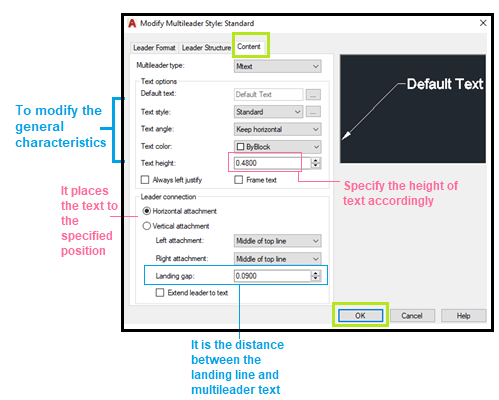 Modify Multileader Style: Standard
Leader Format Leader Structure Content
Multileader type: Mtext
Text options
Default text: Default Text ...
Text style: Standard ...
Text angle: Keep horizontal
Text color: ByBlock
Text height: 0.4800
Always left justify Frame text
Leader connection
Horizontal attachment
Vertical attachment
Left attachment: Middle of top line
Right attachment: Middle of top line
Landing gap: 0.0900
Extend leader to text
Default Text
OK Cancel Help
To modify the
general
characteristics
It places
the text to
the
specified
position
Specify the height of
text accordingly
It is the distance
between the
landing line and
multileader text